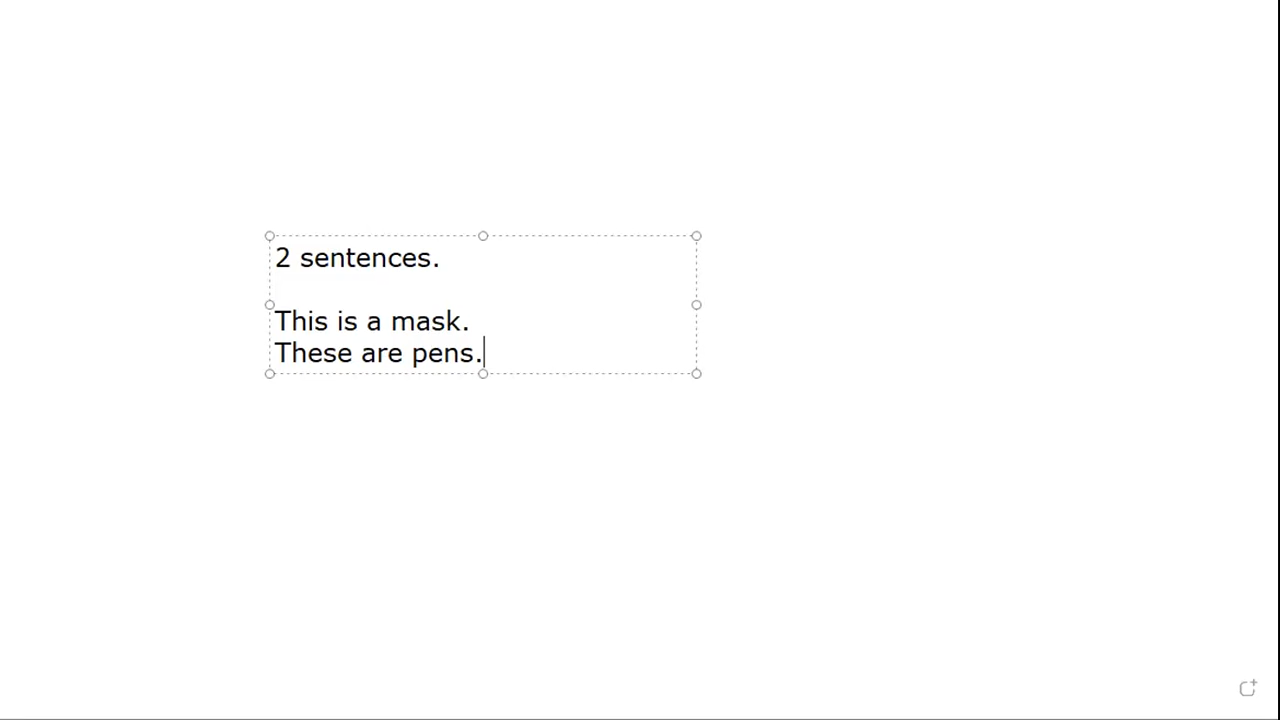 2 sentences.
This is a mask.
These are pens.